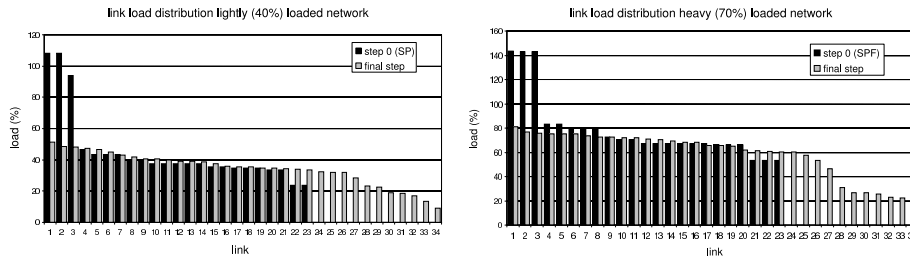 link load distribution lightly (40%) loaded network
120
100
80
60
40
20
0
load (%)
step 0 (SP)
final step
1 2 3 4 5 6 7 8 9 10 11 12 13 14 15 16 17 18 19 20 21 22 23 24 25 26 27 28 29 30 31 32 33 34
link
link load distribution heavy (70%) loaded network
160
140
120
100
80
60
40
20
0
load (%)
step 0 (SPF)
final step
1 2 3 4 5 6 7 8 9 10 11 12 13 14 15 16 17 18 19 20 21 22 23 24 25 26 27 28 29 30 31 32 33
link